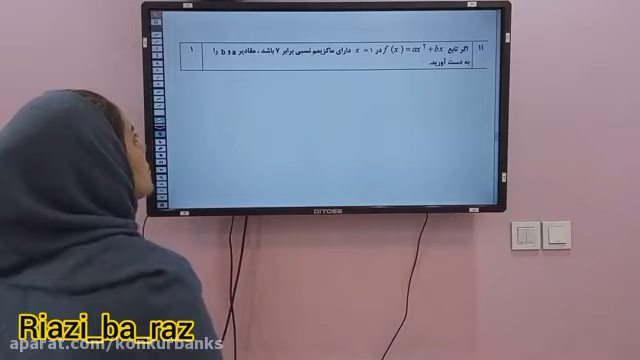 ۱۱ اگر تابع f (x) = ax² + bx در x = ۱ دارای ماکزیمم نسبی برابر ۷ باشد ، مقادیر a و b را ۱
به دست آورید.
DITOSS
Riazi_ba_raz
aparat.com/konkurbanks